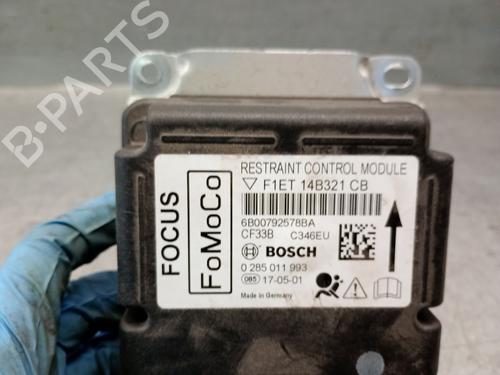 B-PARTS
FOCUS
FoMoCo
RESTRAINT CONTROL MODULE
F1ET 14B321 CB
6B00792578BA
CF33B C346EU
BOSCH
0 285 011 993
085 17-05-01
Made in Germany